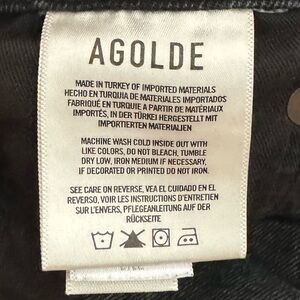 AGOLDE
MADE IN TURKEY OF IMPORTED MATERIALS
HECHO EN TURQUIA DE MATERIALES IMPORTADOS
FABRIQUÉ EN TURQUIE A PARTIR DE MATÉRIAUX
IMPORTÉS, IN DER TÜRKEI HERGESTELLT MIT
IMPORTIERTEN MATERIALIEN
MACHINE WASH COLD INSIDE OUT WITH
LIKE COLORS, DO NOT BLEACH, TUMBLE
DRY LOW, IRON MEDIUM IF NECESSARY,
IF DECORATED OR PRINTED DO NOT IRON.
SEE CARE ON REVERSE, VEA EL CUIDADO EN EL
REVERSO, VOIR LES INSTRUCTIONS D'ENTRETIEN
SUR L'ENVERS, PFLEGEANLEITUNG AUF DER
RÜCKSEITE